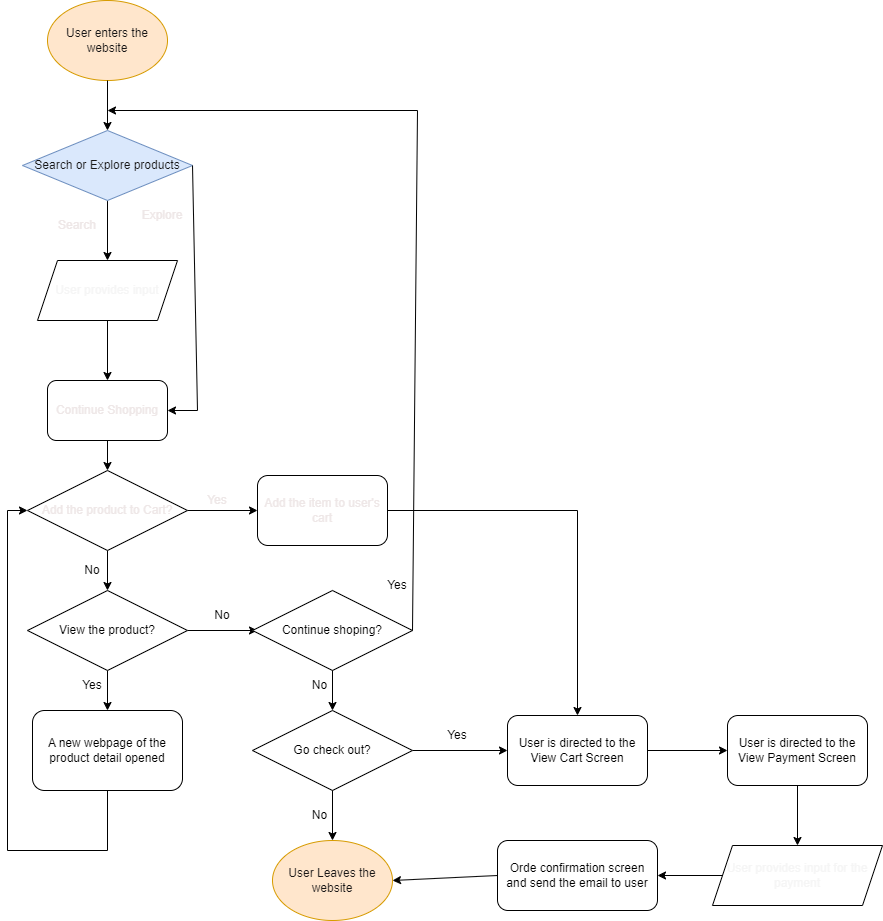 User enters the
website
Search or Explore products
Explore
Search
User provides input
Continue Shopping
Add the product to Cart?
Yes
Add the item to user's
cart
No
Yes
View the product?
No
Continue shoping?
Yes
No
A new webpage of the
product detail opened
Go check out?
Yes
User is directed to the
View Cart Screen
User is directed to the
View Payment Screen
No
User Leaves the
website
Orde confirmation screen
and send the email to user
User provides input for the
payment